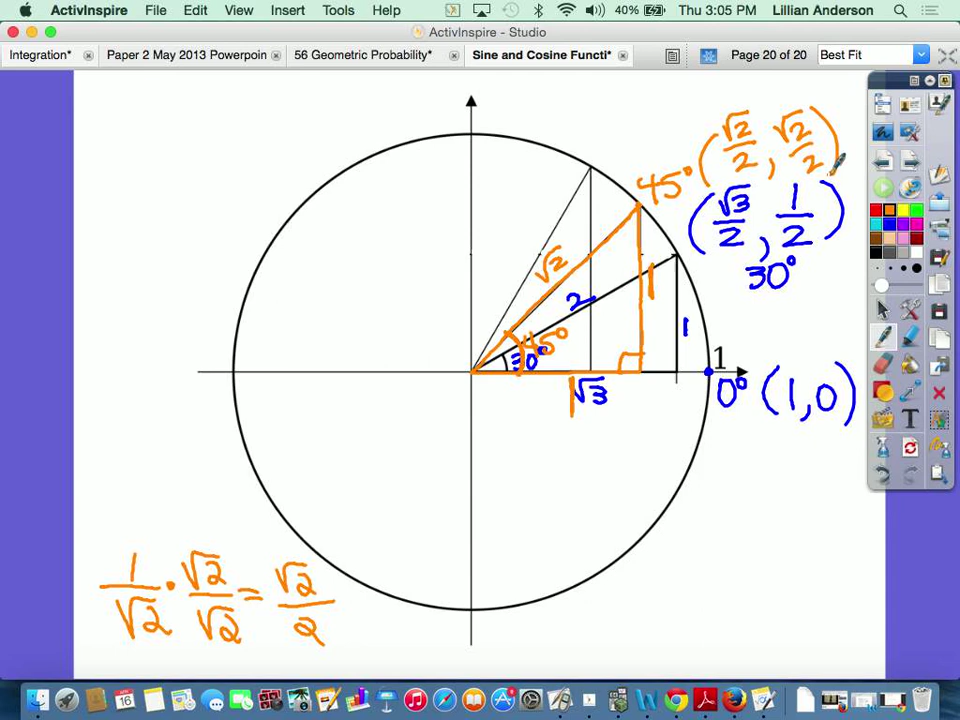 ActivInspire File Edit View Insert Tools Help 40% Thu 3:05 PM Lillian Anderson
ActivInspire - Studio
Integration* Paper 2 May 2013 Powerpoin 56 Geometric Probability* Sine and Cosine Functi* Page 20 of 20 Best Fit
45° (√2/2, √2/2)
(√3/2, 1/2)
30°
√2
2
1
1
45°
30°
1
1
√3
0° (1,0)
1/√2 · √2/√2 = √2/2
T
APR
16
W